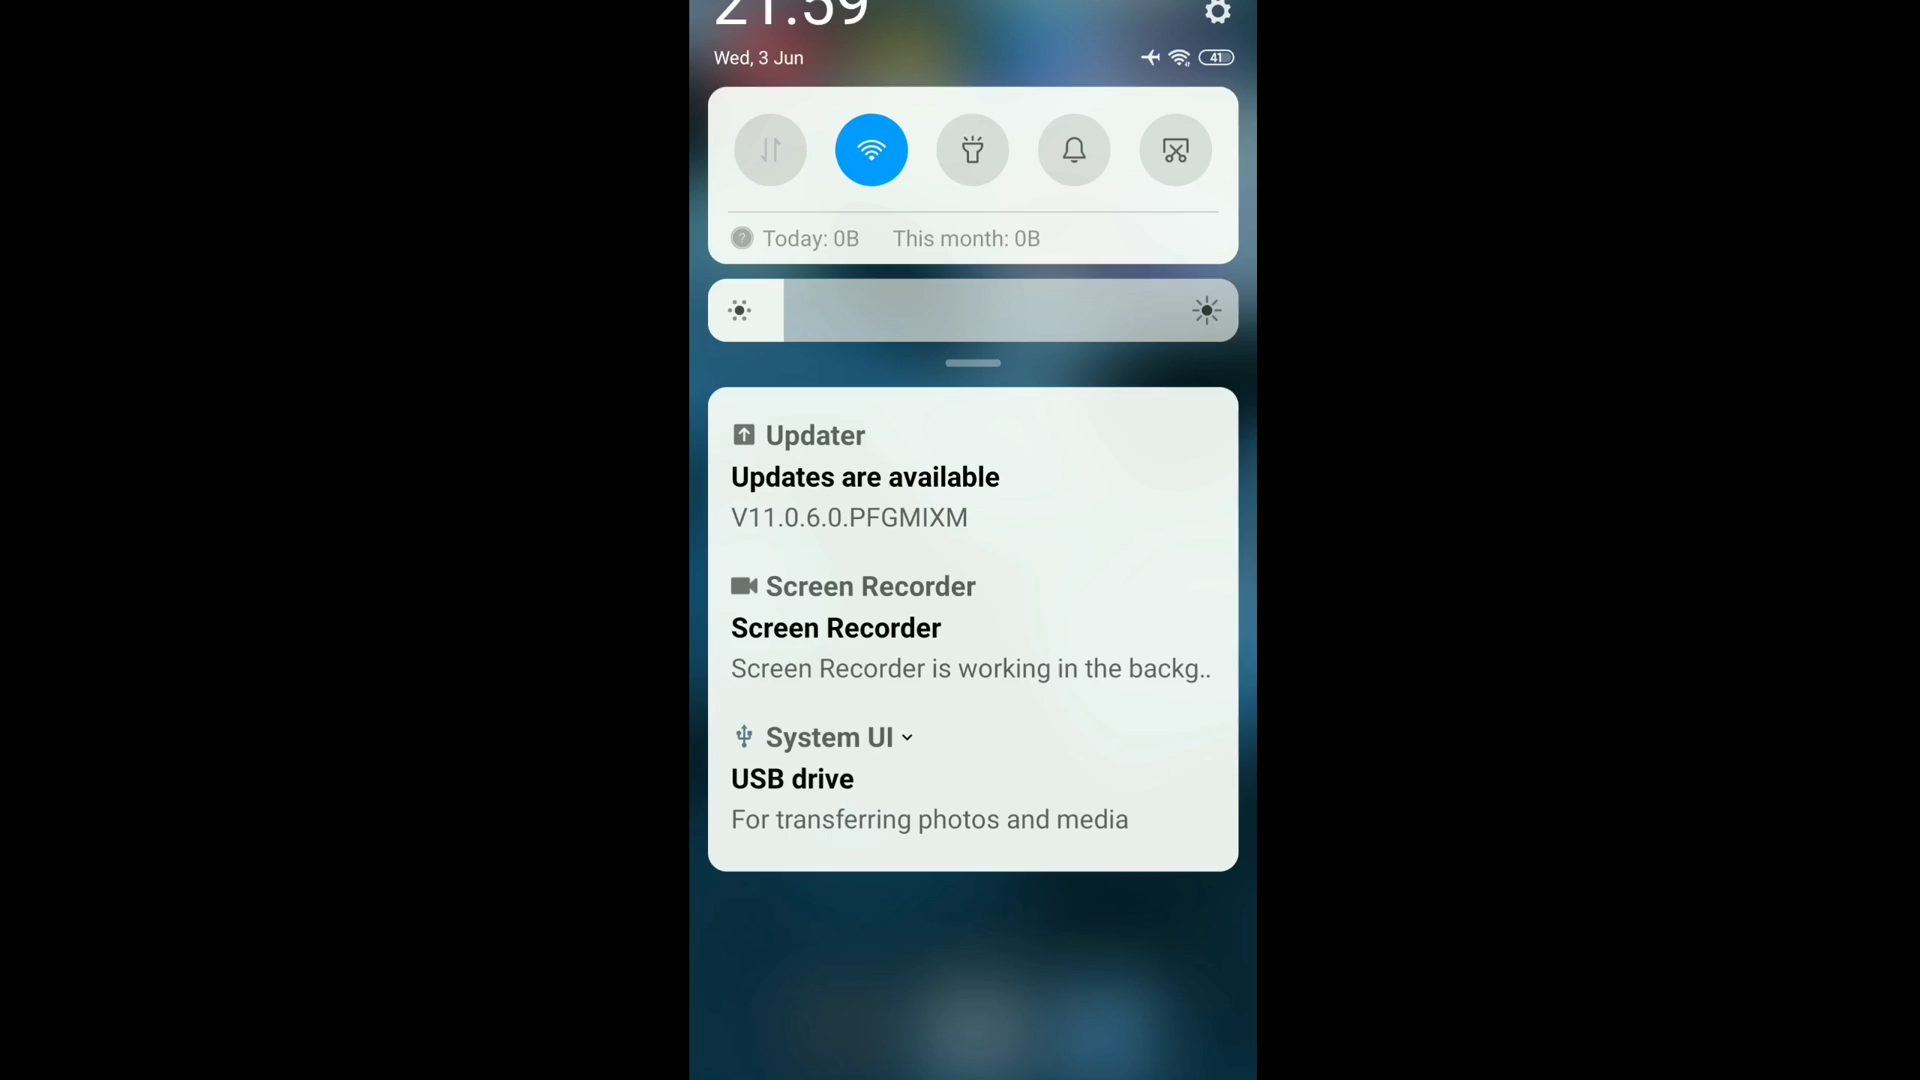 21:59
Wed, 3 Jun
41
Today: 0B This month: 0B
Updater
Updates are available
V11.0.6.0.PFGMIXM
Screen Recorder
Screen Recorder
Screen Recorder is working in the backg..
System UI
USB drive
For transferring photos and media